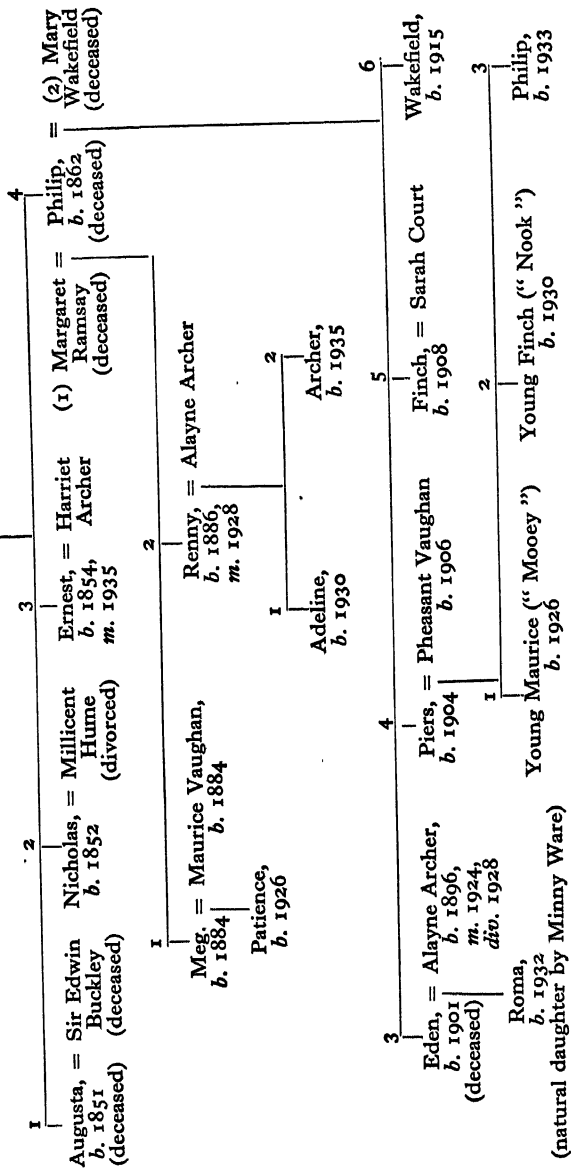 1
Augusta, = Sir Edwin
b. 1851 Buckley
(deceased) (deceased)
2
Nicholas, = Millicent
b. 1852 Hume
(divorced)
3
Ernest, = Harriet
b. 1854, Archer
m. 1935
4
(1) Margaret = Philip, = (2) Mary
Ramsay b. 1862 Wakefield
(deceased) (deceased) (deceased)
1
Meg. = Maurice Vaughan,
b. 1884 b. 1884
Patience,
b. 1926
2
Renny, = Alayne Archer
b. 1886,
m. 1928
1
Adeline,
b. 1930
2
Archer,
b. 1935
3
Eden, = Alayne Archer,
b. 1901 b. 1896,
(deceased) m. 1924,
div. 1928
Roma,
b. 1932
(natural daughter by Minny Ware)
4
Piers, = Pheasant Vaughan
b. 1904 b. 1906
5
Finch, = Sarah Court
b. 1908
6
Wakefield,
b. 1915
1
Young Maurice (“ Mooey ”)
b. 1926
2
Young Finch (“ Nook ”)
b. 1930
3
Philip,
b. 1933